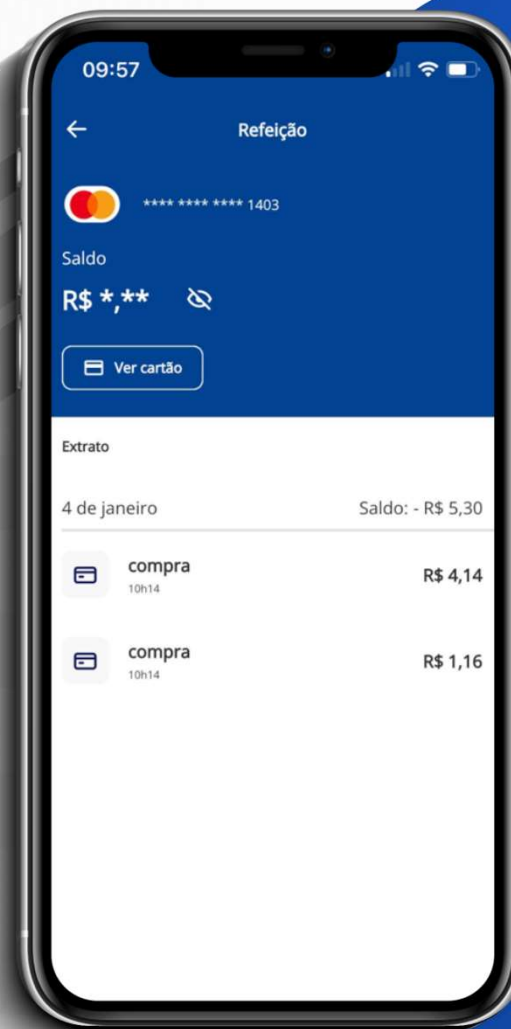 09:57
Refeição
**** **** **** 1403
Saldo
R$ *,**
Ver cartão
Extrato
4 de janeiro Saldo: - R$ 5,30
compra R$ 4,14
10h14
compra R$ 1,16
10h14